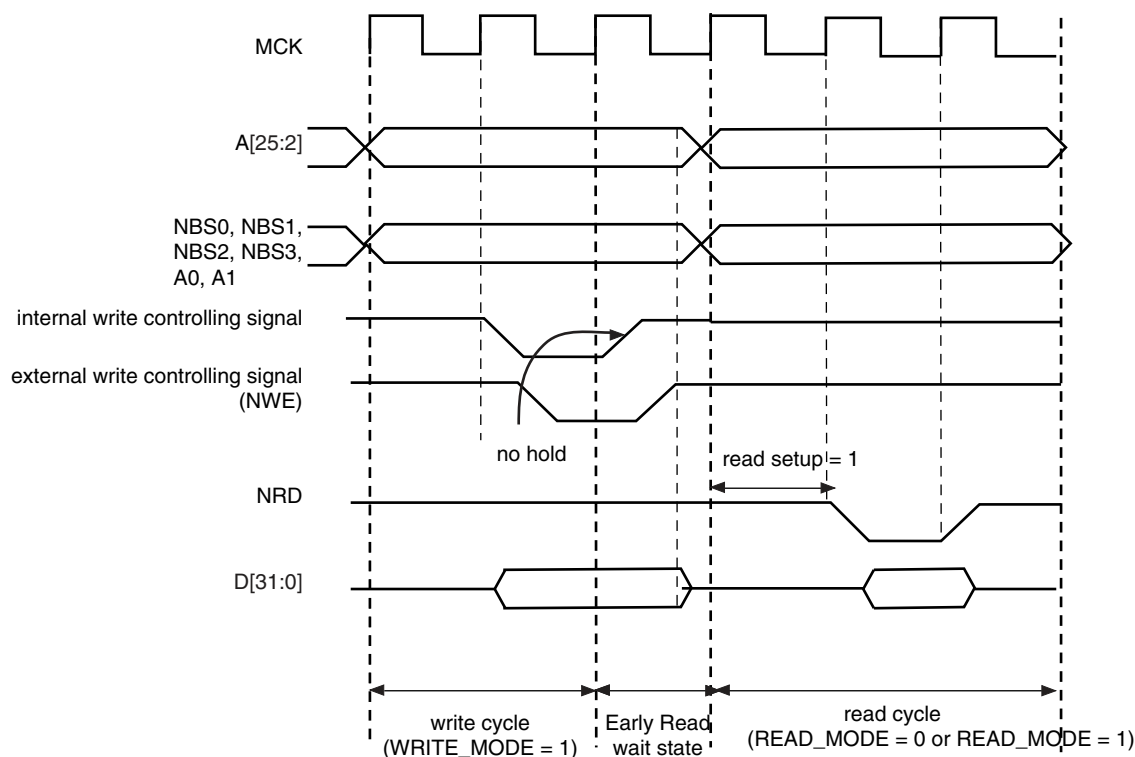 MCK
A[25:2]
NBS0, NBS1,
NBS2, NBS3,
A0, A1
internal write controlling signal
external write controlling signal
(NWE)
no hold
read setup = 1
NRD
D[31:0]
write cycle
(WRITE_MODE = 1)
Early Read
wait state
read cycle
(READ_MODE = 0 or READ_MODE = 1)